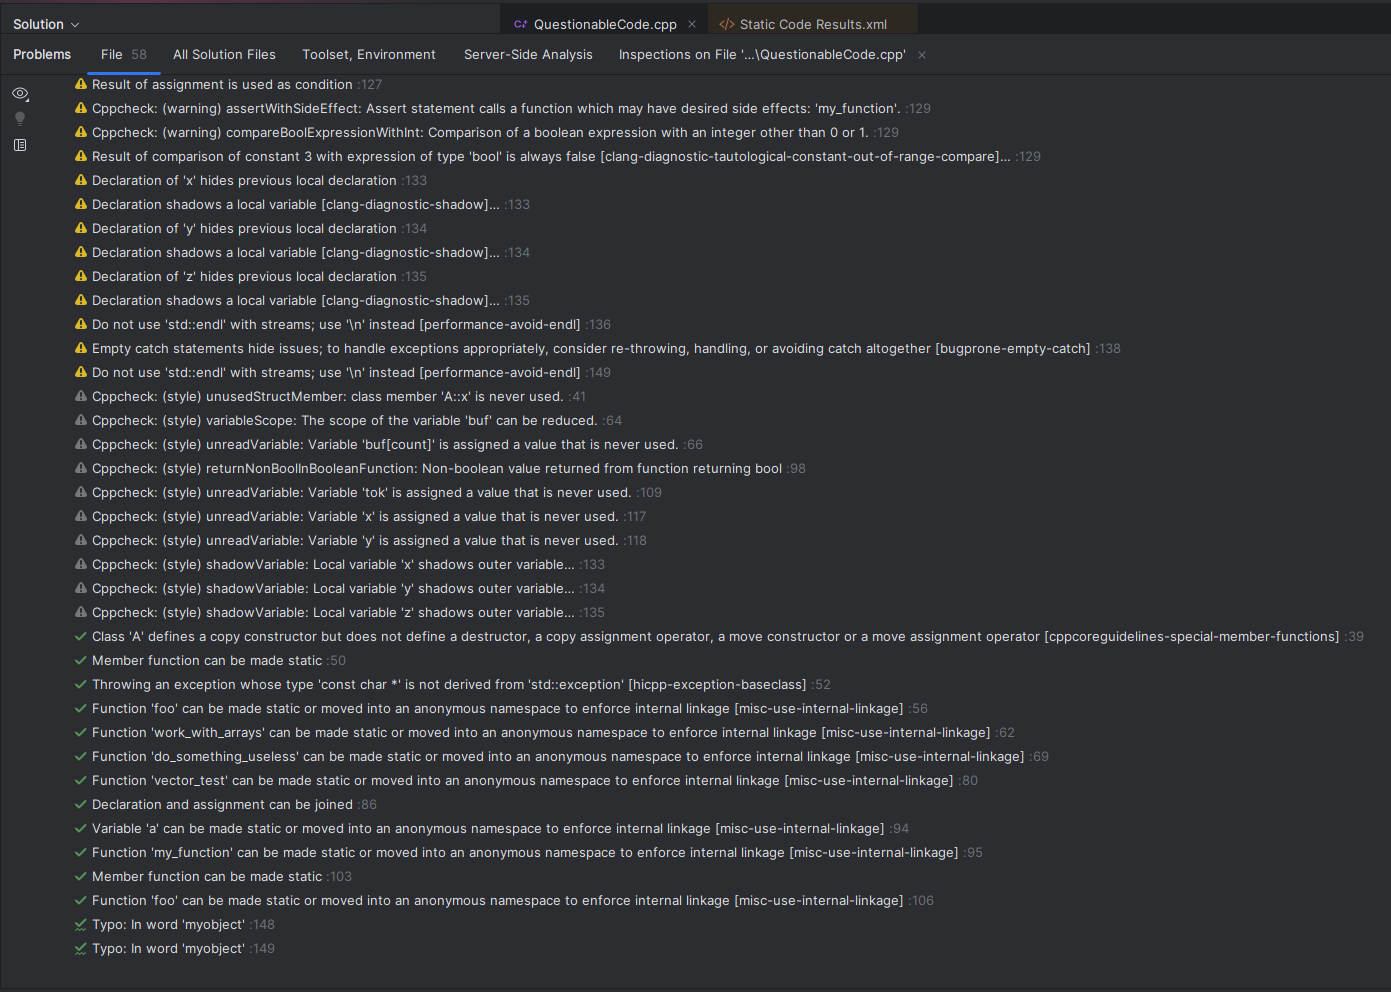 Solution
C+ QuestionableCode.cpp ×
</> Static Code Results.xml
Problems File 58 All Solution Files Toolset, Environment Server-Side Analysis Inspections on File '...\QuestionableCode.cpp' ×
Result of assignment is used as condition :127
Cppcheck: (warning) assertWithSideEffect: Assert statement calls a function which may have desired side effects: 'my_function'. :129
Cppcheck: (warning) compareBoolExpressionWithInt: Comparison of a boolean expression with an integer other than 0 or 1. :129
Result of comparison of constant 3 with expression of type 'bool' is always false [clang-diagnostic-tautological-constant-out-of-range-compare]... :129
Declaration of 'x' hides previous local declaration :133
Declaration shadows a local variable [clang-diagnostic-shadow]... :133
Declaration of 'y' hides previous local declaration :134
Declaration shadows a local variable [clang-diagnostic-shadow]... :134
Declaration of 'z' hides previous local declaration :135
Declaration shadows a local variable [clang-diagnostic-shadow]... :135
Do not use 'std::endl' with streams; use '\n' instead [performance-avoid-endl] :136
Empty catch statements hide issues; to handle exceptions appropriately, consider re-throwing, handling, or avoiding catch altogether [bugprone-empty-catch] :138
Do not use 'std::endl' with streams; use '\n' instead [performance-avoid-endl] :149
Cppcheck: (style) unusedStructMember: class member 'A::x' is never used. :41
Cppcheck: (style) variableScope: The scope of the variable 'buf' can be reduced. :64
Cppcheck: (style) unreadVariable: Variable 'buf[count]' is assigned a value that is never used. :66
Cppcheck: (style) returnNonBoolInBooleanFunction: Non-boolean value returned from function returning bool :98
Cppcheck: (style) unreadVariable: Variable 'tok' is assigned a value that is never used. :109
Cppcheck: (style) unreadVariable: Variable 'x' is assigned a value that is never used. :117
Cppcheck: (style) unreadVariable: Variable 'y' is assigned a value that is never used. :118
Cppcheck: (style) shadowVariable: Local variable 'x' shadows outer variable... :133
Cppcheck: (style) shadowVariable: Local variable 'y' shadows outer variable... :134
Cppcheck: (style) shadowVariable: Local variable 'z' shadows outer variable... :135
Class 'A' defines a copy constructor but does not define a destructor, a copy assignment operator, a move constructor or a move assignment operator [cppcoreguidelines-special-member-functions] :39
Member function can be made static :50
Throwing an exception whose type 'const char *' is not derived from 'std::exception' [hicpp-exception-baseclass] :52
Function 'foo' can be made static or moved into an anonymous namespace to enforce internal linkage [misc-use-internal-linkage] :56
Function 'work_with_arrays' can be made static or moved into an anonymous namespace to enforce internal linkage [misc-use-internal-linkage] :62
Function 'do_something_useless' can be made static or moved into an anonymous namespace to enforce internal linkage [misc-use-internal-linkage] :69
Function 'vector_test' can be made static or moved into an anonymous namespace to enforce internal linkage [misc-use-internal-linkage] :80
Declaration and assignment can be joined :86
Variable 'a' can be made static or moved into an anonymous namespace to enforce internal linkage [misc-use-internal-linkage] :94
Function 'my_function' can be made static or moved into an anonymous namespace to enforce internal linkage [misc-use-internal-linkage] :95
Member function can be made static :103
Function 'foo' can be made static or moved into an anonymous namespace to enforce internal linkage [misc-use-internal-linkage] :106
Typo: In word 'myobject' :148
Typo: In word 'myobject' :149